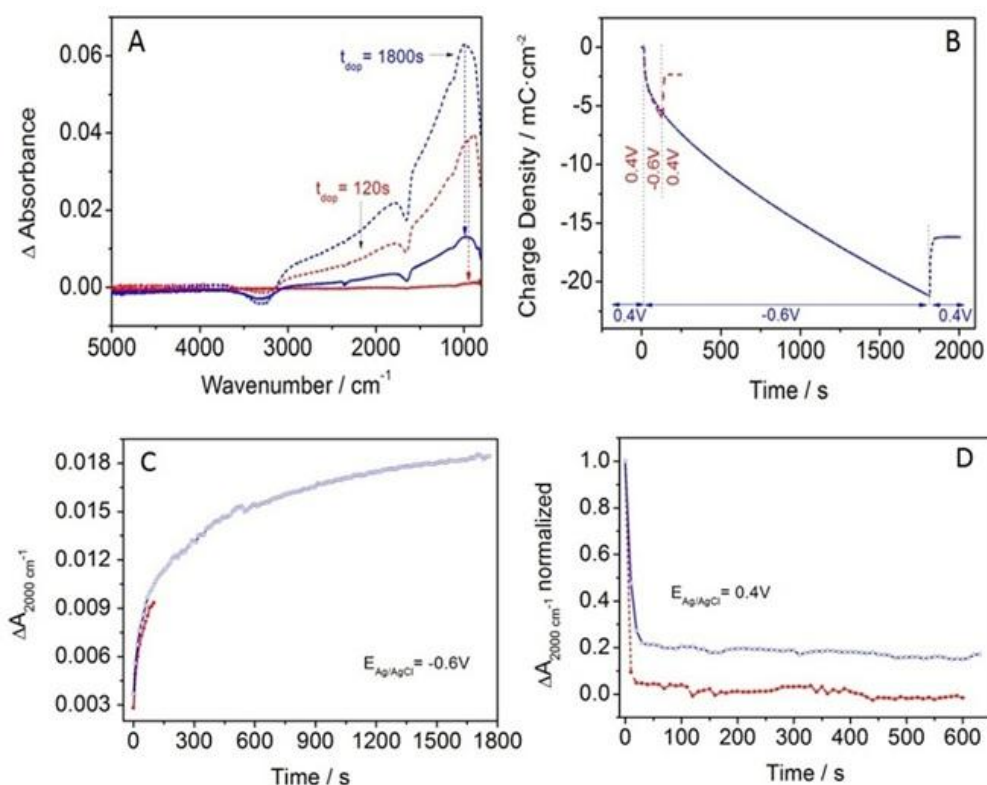 A
0.06
0.04
0.02
0.00
Δ Absorbance
t_dop = 1800s
t_dop = 120s
5000 4000 3000 2000 1000
Wavenumber / cm⁻¹
B
0
-5
-10
-15
-20
Charge Density / mC·cm⁻²
0.4V
-0.6V
0.4V
0.4V -0.6V 0.4V
0 500 1000 1500 2000
Time / s
C
0.018
0.015
0.012
0.009
0.006
0.003
ΔA₂₀₀₀ cm⁻¹
E_Ag/AgCl = -0.6V
0 300 600 900 1200 1500 1800
Time / s
D
1.0
0.8
0.6
0.4
0.2
0.0
ΔA₂₀₀₀ cm⁻¹ normalized
E_Ag/AgCl = 0.4V
0 100 200 300 400 500 600
Time / s